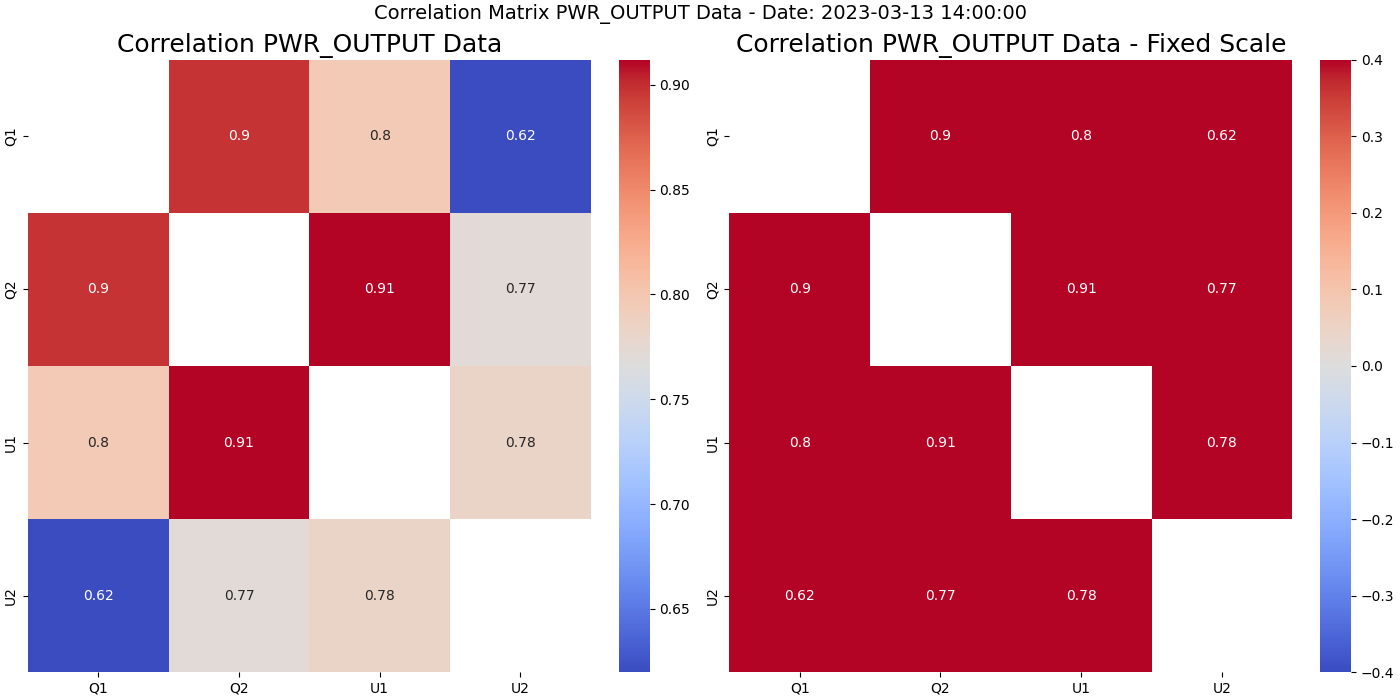 Correlation Matrix PWR_OUTPUT Data - Date: 2023-03-13 14:00:00
Correlation PWR_OUTPUT Data
Q1
0.9 0.8 0.62
Q2
0.9 0.91 0.77
U1
0.8 0.91 0.78
U2
0.62 0.77 0.78
Q1 Q2 U1 U2
0.90
0.85
0.80
0.75
0.70
0.65
Correlation PWR_OUTPUT Data - Fixed Scale
Q1
0.9 0.8 0.62
Q2
0.9 0.91 0.77
U1
0.8 0.91 0.78
U2
0.62 0.77 0.78
Q1 Q2 U1 U2
0.4
0.3
0.2
0.1
0.0
−0.1
−0.2
−0.3
−0.4